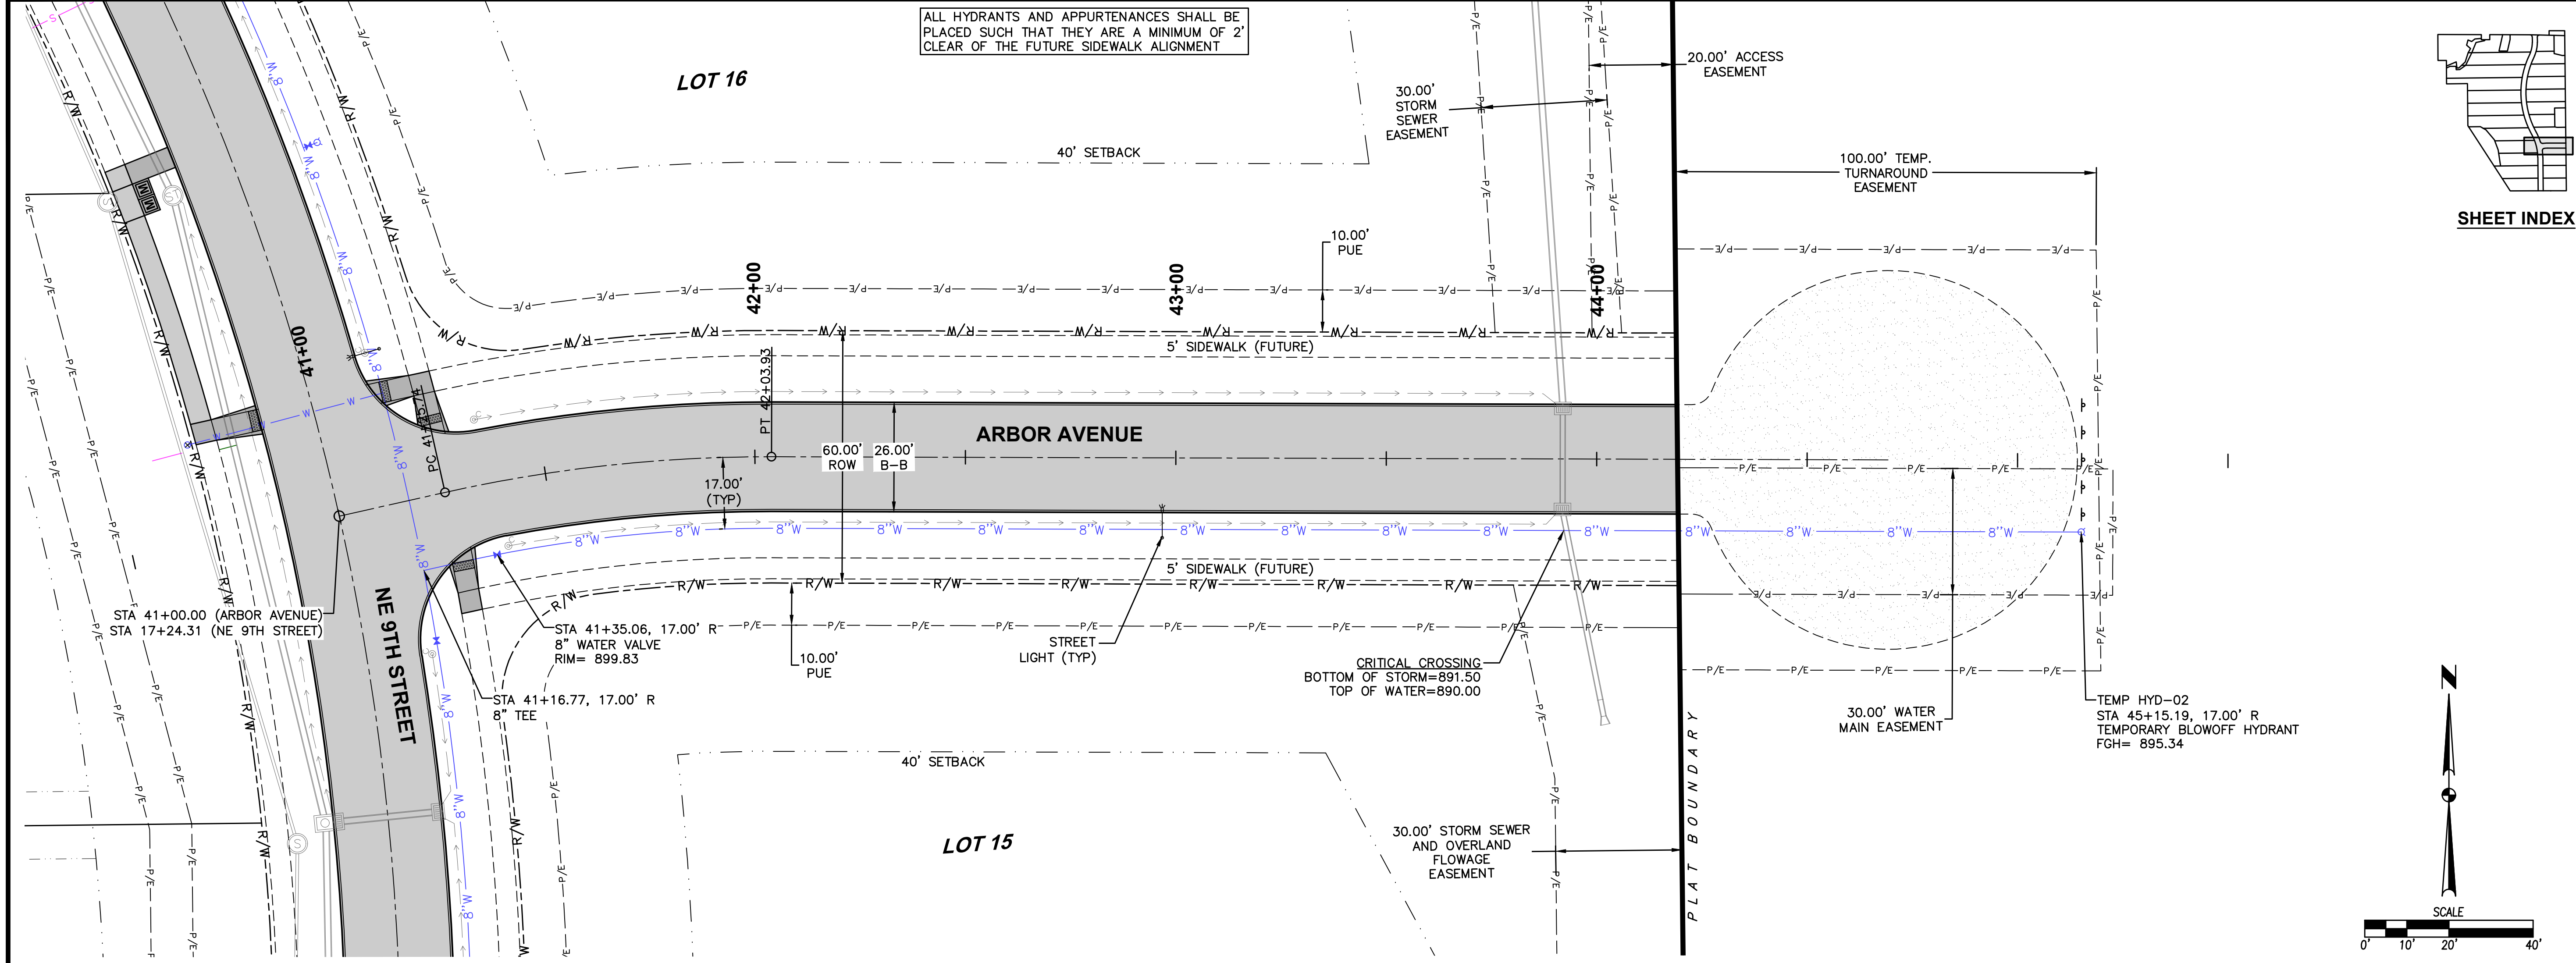 ALL HYDRANTS AND APPURTENANCES SHALL BE
PLACED SUCH THAT THEY ARE A MINIMUM OF 2'
CLEAR OF THE FUTURE SIDEWALK ALIGNMENT
LOT 16
40' SETBACK
30.00'
STORM
SEWER
EASEMENT
20.00' ACCESS
EASEMENT
100.00' TEMP.
TURNAROUND
EASEMENT
SHEET INDEX
10.00'
PUE
41+00
42+00
43+00
44+00
5' SIDEWALK (FUTURE)
PT 42+03.93
ARBOR AVENUE
60.00'
ROW
26.00'
B-B
17.00'
(TYP)
8"W
R/W
P/E
5' SIDEWALK (FUTURE)
STA 41+00.00 (ARBOR AVENUE)
STA 17+24.31 (NE 9TH STREET)
NE 9TH STREET
STA 41+35.06, 17.00' R
8" WATER VALVE
RIM= 899.83
STA 41+16.77, 17.00' R
8" TEE
10.00'
PUE
STREET
LIGHT (TYP)
CRITICAL CROSSING
BOTTOM OF STORM=891.50
TOP OF WATER=890.00
30.00' WATER
MAIN EASEMENT
TEMP HYD-02
STA 45+15.19, 17.00' R
TEMPORARY BLOWOFF HYDRANT
FGH= 895.34
40' SETBACK
LOT 15
30.00' STORM SEWER
AND OVERLAND
FLOWAGE
EASEMENT
PLAT BOUNDARY
N
SCALE
0' 10' 20' 40'